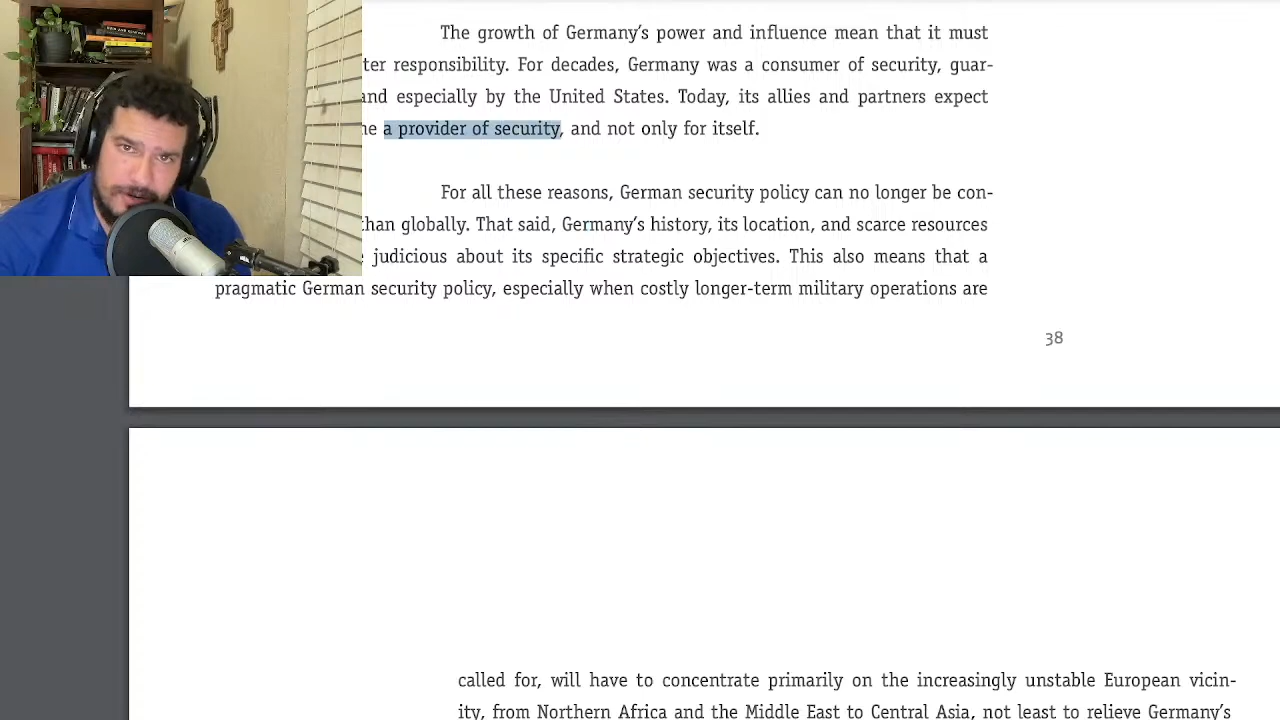 The growth of Germany's power and influence mean that it must
ter responsibility. For decades, Germany was a consumer of security, guar-
and especially by the United States. Today, its allies and partners expect
ne a provider of security, and not only for itself.
For all these reasons, German security policy can no longer be con-
than globally. That said, Germany's history, its location, and scarce resources
judicious about its specific strategic objectives. This also means that a
pragmatic German security policy, especially when costly longer-term military operations are
38
called for, will have to concentrate primarily on the increasingly unstable European vicin-
ity, from Northern Africa and the Middle East to Central Asia, not least to relieve Germany's